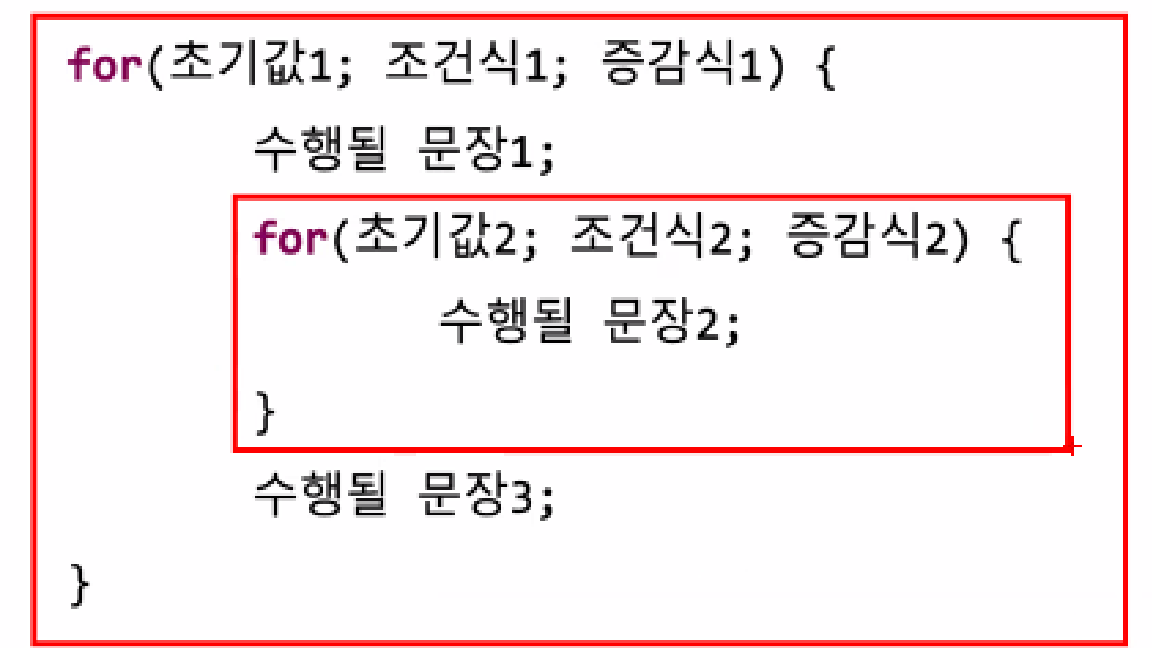 for(초기값1; 조건식1; 증감식1) {
수행될 문장1;
for(초기값2; 조건식2; 증감식2) {
수행될 문장2;
}
수행될 문장3;
}